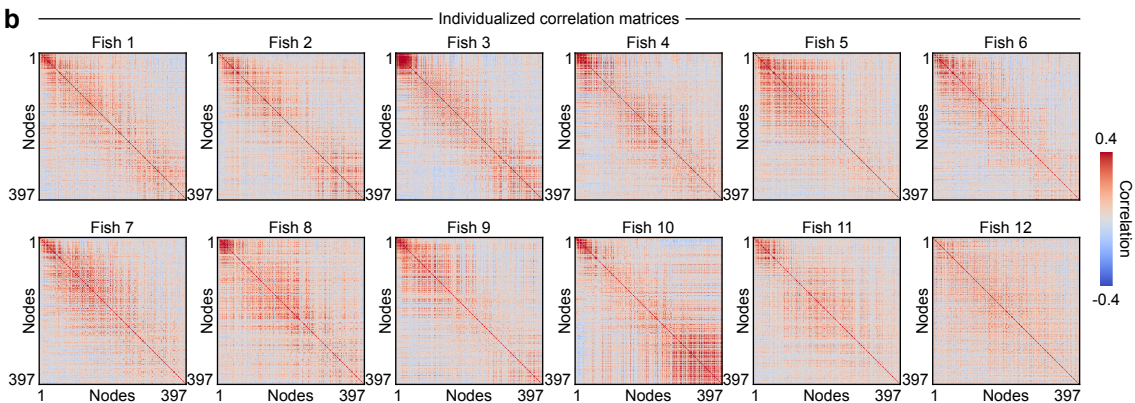 b
Individualized correlation matrices
Fish 1 Fish 2 Fish 3 Fish 4 Fish 5 Fish 6
1 1 1 1 1 1
Nodes Nodes Nodes Nodes Nodes Nodes
397 397 397 397 397 397
Fish 7 Fish 8 Fish 9 Fish 10 Fish 11 Fish 12
1 1 1 1 1 1
Nodes Nodes Nodes Nodes Nodes Nodes
397 397 397 397 397 397
1 Nodes 397 1 Nodes 397 1 Nodes 397 1 Nodes 397 1 Nodes 397 1 Nodes 397
0.4
Correlation
-0.4